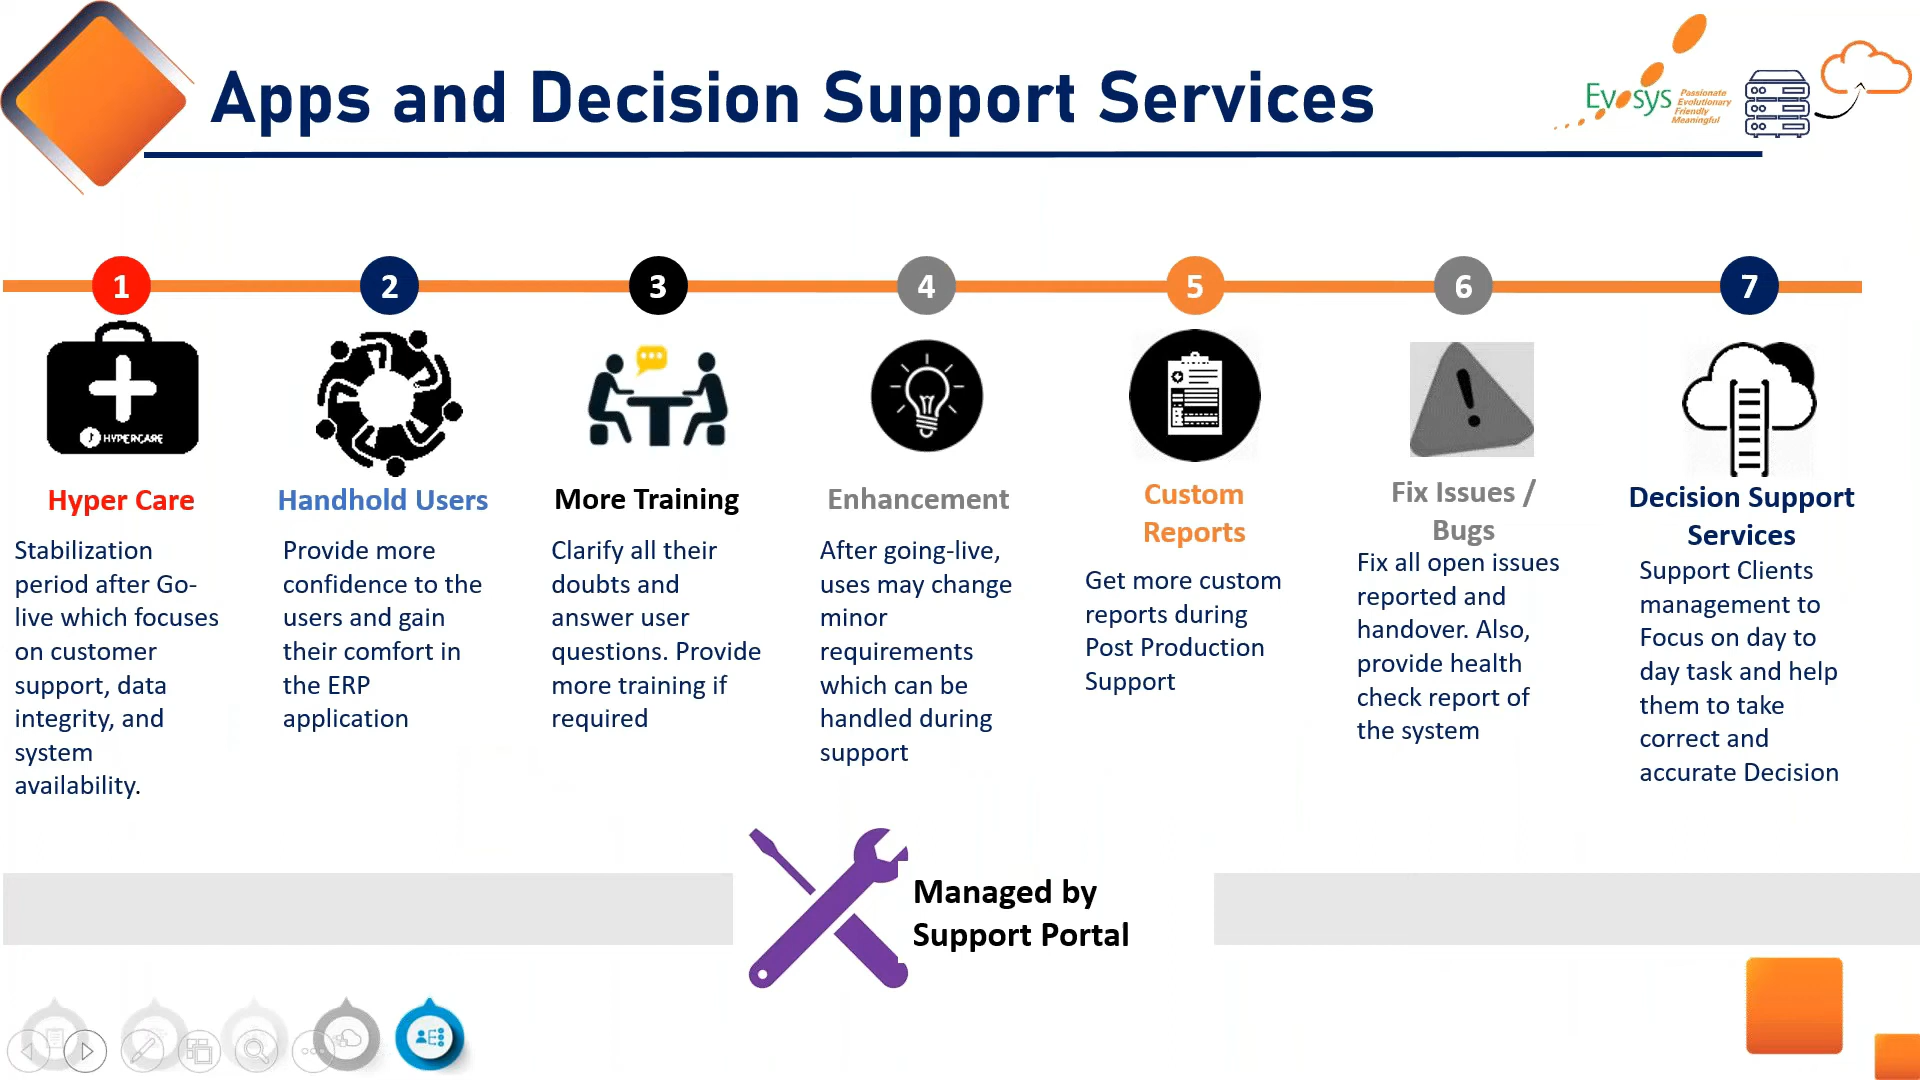 Apps and Decision Support Services
Evosys
Passionate
Evolutionary
Friendly
Meaningful
1
2
3
4
5
6
7
HYPERCARE
Hyper Care
Stabilization
period after Go-
live which focuses
on customer
support, data
integrity, and
system
availability.
Handhold Users
Provide more
confidence to the
users and gain
their comfort in
the ERP
application
More Training
Clarify all their
doubts and
answer user
questions. Provide
more training if
required
Enhancement
After going-live,
uses may change
minor
requirements
which can be
handled during
support
Custom
Reports
Get more custom
reports during
Post Production
Support
Fix Issues /
Bugs
Fix all open issues
reported and
handover. Also,
provide health
check report of
the system
Decision Support
Services
Support Clients
management to
Focus on day to
day task and help
them to take
correct and
accurate Decision
Managed by
Support Portal